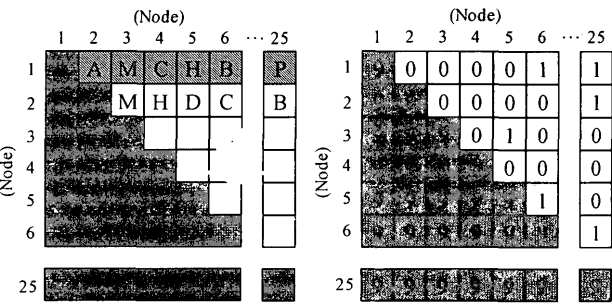 (Node) (Node)
1 2 3 4 5 6 ··· 25 1 2 3 4 5 6 ··· 25
1 A M C H B P 1 0 0 0 0 1 1
2 M H D C B 2 0 0 0 0 1
3 3 0 1 0 0
(Node) 4 (Node) 4 0 0 0
5 5 1 0
6 6 1
25 25